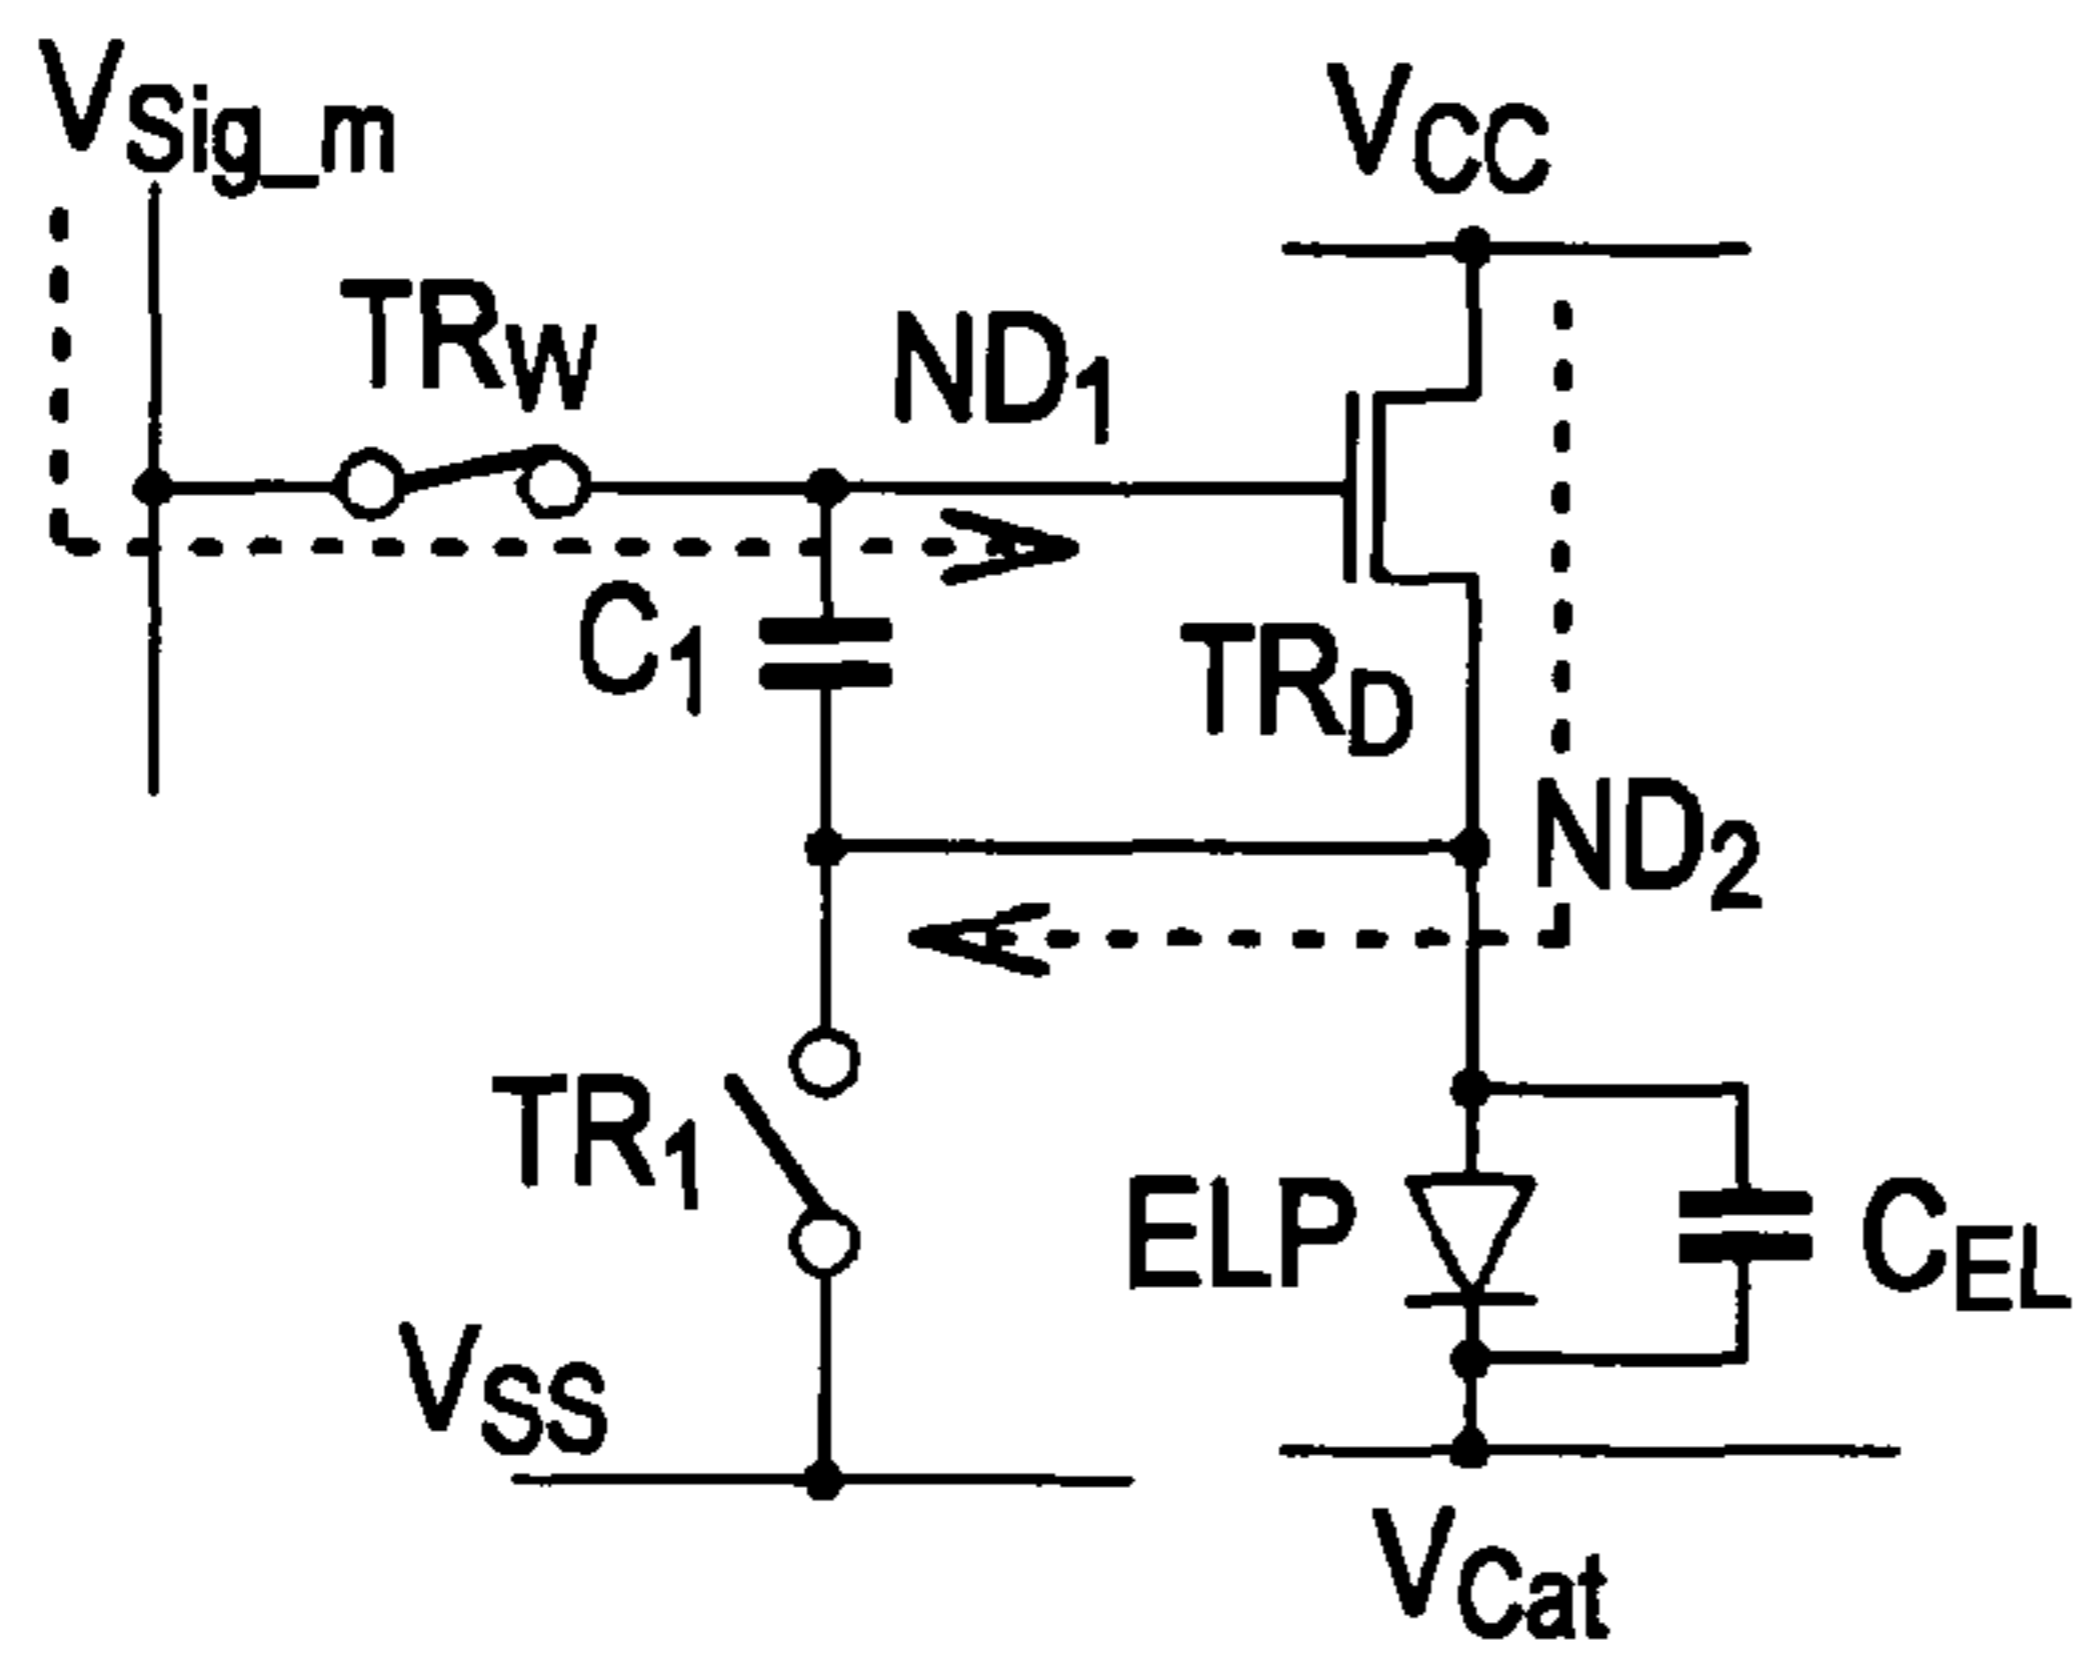 VSig_m
VCC
TRW
ND1
C1
TRD
ND2
TR1
ELP
CEL
VSS
VCat